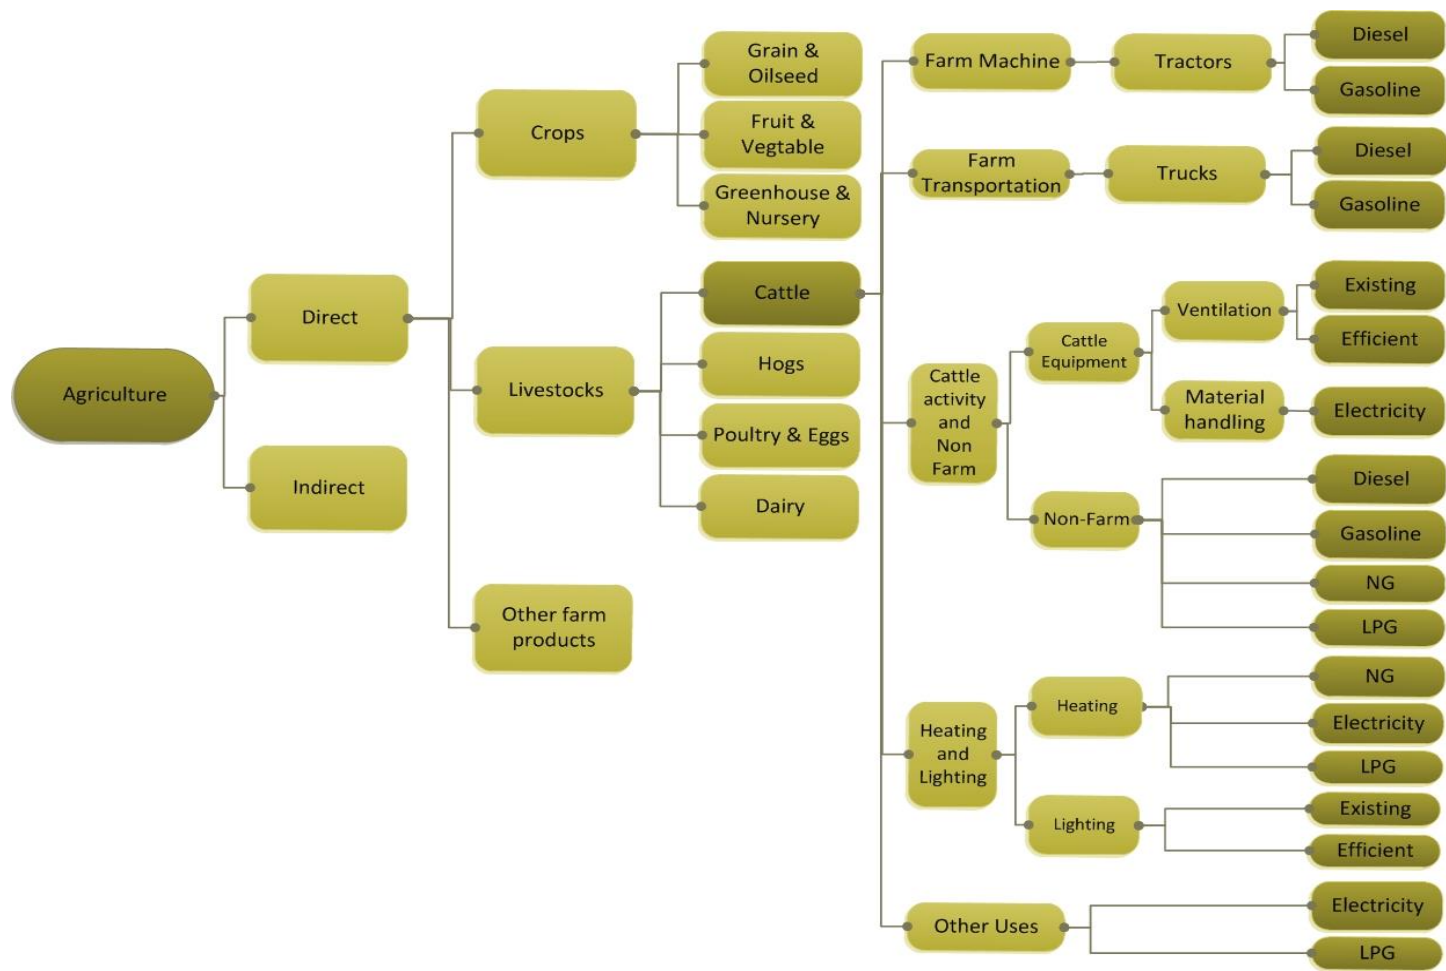 Agriculture
Direct
Indirect
Crops
Livestocks
Other farm
products
Grain &
Oilseed
Fruit &
Vegtable
Greenhouse &
Nursery
Cattle
Hogs
Poultry & Eggs
Dairy
Farm Machine
Tractors
Diesel
Gasoline
Farm
Transportation
Trucks
Diesel
Gasoline
Cattle
activity
and
Non
Farm
Cattle
Equipment
Ventilation
Existing
Efficient
Material
handling
Electricity
Non-Farm
Diesel
Gasoline
NG
LPG
Heating
and
Lighting
Heating
NG
Electricity
LPG
Lighting
Existing
Efficient
Other Uses
Electricity
LPG